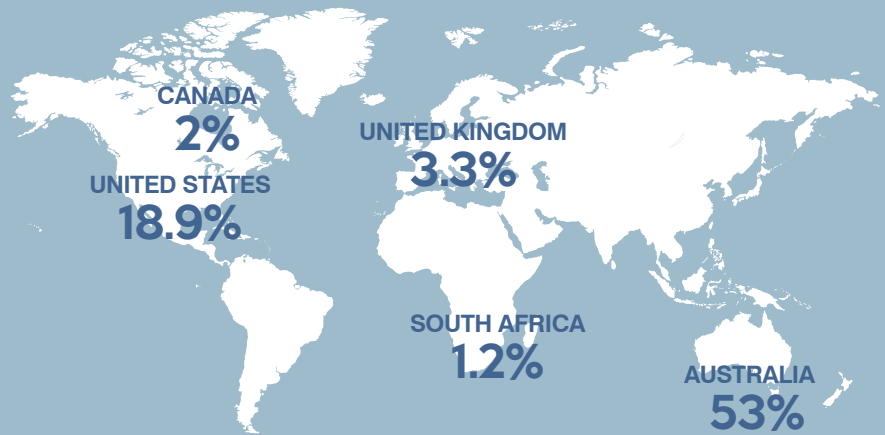 CANADA
2%
UNITED KINGDOM
3.3%
UNITED STATES
18.9%
SOUTH AFRICA
1.2%
AUSTRALIA
53%